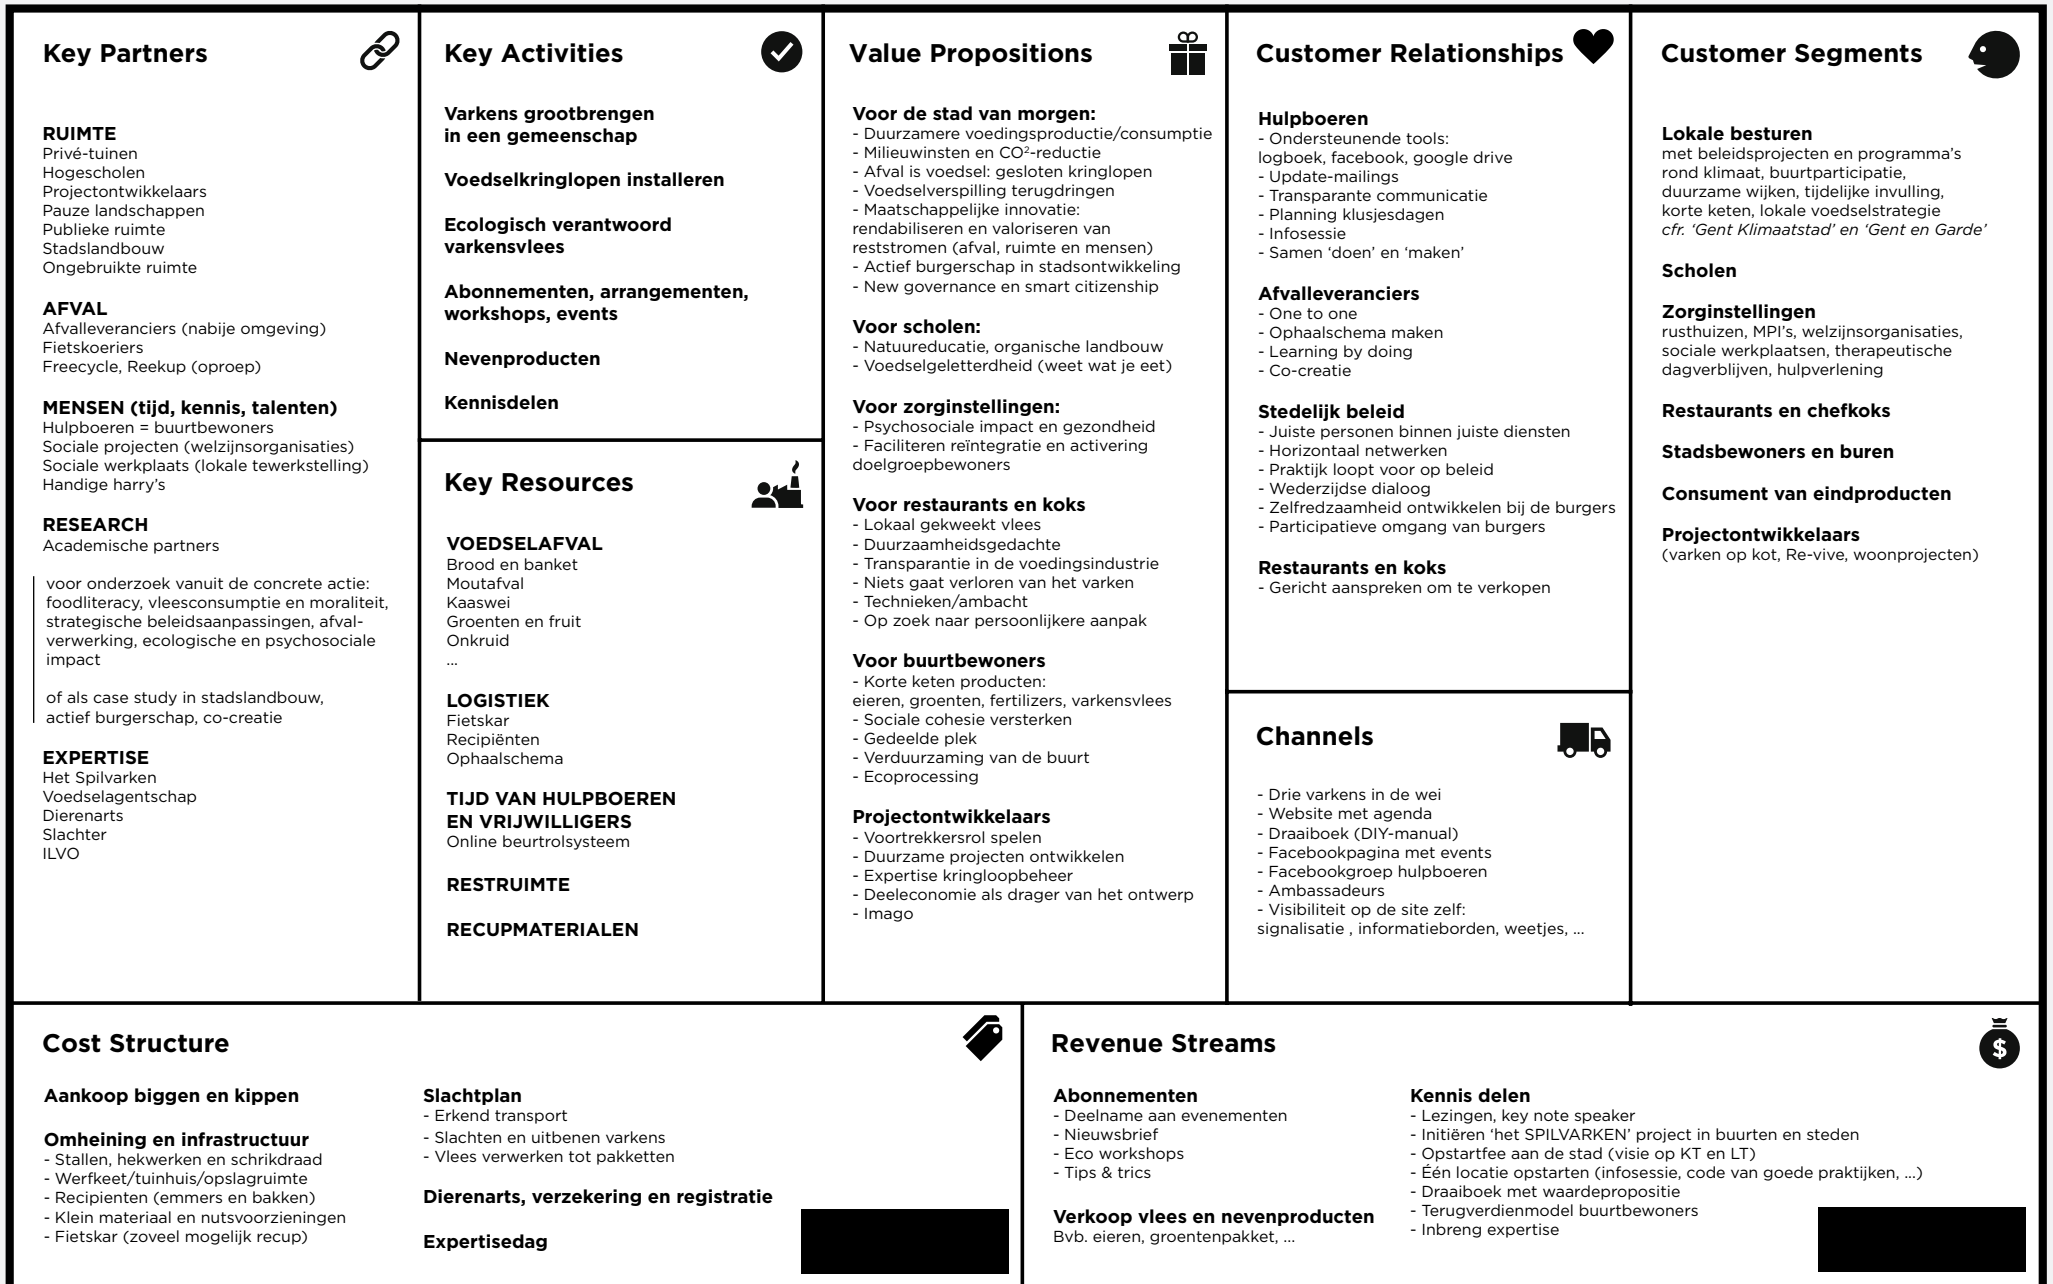 Key Partners
RUIMTE
Privé-tuinen
Hogescholen
Projectontwikkelaars
Pauze landschappen
Publieke ruimte
Stadslandbouw
Ongebruikte ruimte
AFVAL
Afvalleveranciers (nabije omgeving)
Fietskoeriers
Freecycle, Reekup (oproep)
MENSEN (tijd, kennis, talenten)
Hulpboeren = buurtbewoners
Sociale projecten (welzijnsorganisaties)
Sociale werkplaats (lokale tewerkstelling)
Handige harry’s
RESEARCH
Academische partners
voor onderzoek vanuit de concrete actie:
foodliteracy, vleesconsumptie en moraliteit,
strategische beleidsaanpassingen, afval-
verwerking, ecologische en psychosociale
impact
of als case study in stadslandbouw,
actief burgerschap, co-creatie
EXPERTISE
Het Spilvarken
Voedselagentschap
Dierenarts
Slachter
ILVO
Key Activities
Varkens grootbrengen
in een gemeenschap
Voedselkringlopen installeren
Ecologisch verantwoord
varkensvlees
Abonnementen, arrangementen,
workshops, events
Nevenproducten
Kennisdelen
Key Resources
VOEDSELAFVAL
Brood en banket
Moutafval
Kaaswei
Groenten en fruit
Onkruid
...
LOGISTIEK
Fietskar
Recipiënten
Ophaalschema
TIJD VAN HULPBOEREN
EN VRIJWILLIGERS
Online beurtrolsysteem
RESTRUIMTE
RECUPMATERIALEN
Value Propositions
Voor de stad van morgen:
- Duurzamere voedingsproductie/consumptie
- Milieuwinsten en CO²-reductie
- Afval is voedsel: gesloten kringlopen
- Voedselverspilling terugdringen
- Maatschappelijke innovatie:
rendabiliseren en valoriseren van
reststromen (afval, ruimte en mensen)
- Actief burgerschap in stadsontwikkeling
- New governance en smart citizenship
Voor scholen:
- Natuureducatie, organische landbouw
- Voedselgeletterdheid (weet wat je eet)
Voor zorginstellingen:
- Psychosociale impact en gezondheid
- Faciliteren reïntegratie en activering
doelgroepbewoners
Voor restaurants en koks
- Lokaal gekweekt vlees
- Duurzaamheidsgedachte
- Transparantie in de voedingsindustrie
- Niets gaat verloren van het varken
- Technieken/ambacht
- Op zoek naar persoonlijkere aanpak
Voor buurtbewoners
- Korte keten producten:
eieren, groenten, fertilizers, varkensvlees
- Sociale cohesie versterken
- Gedeelde plek
- Verduurzaming van de buurt
- Ecoprocessing
Projectontwikkelaars
- Voortrekkersrol spelen
- Duurzame projecten ontwikkelen
- Expertise kringloopbeheer
- Deeleconomie als drager van het ontwerp
- Imago
Customer Relationships
Hulpboeren
- Ondersteunende tools:
logboek, facebook, google drive
- Update-mailings
- Transparante communicatie
- Planning klusjesdagen
- Infosessie
- Samen ‘doen’ en ‘maken’
Afvalleveranciers
- One to one
- Ophaalschema maken
- Learning by doing
- Co-creatie
Stedelijk beleid
- Juiste personen binnen juiste diensten
- Horizontaal netwerken
- Praktijk loopt voor op beleid
- Wederzijdse dialoog
- Zelfredzaamheid ontwikkelen bij de burgers
- Participatieve omgang van burgers
Restaurants en koks
- Gericht aanspreken om te verkopen
Channels
- Drie varkens in de wei
- Website met agenda
- Draaiboek (DIY-manual)
- Facebookpagina met events
- Facebookgroep hulpboeren
- Ambassadeurs
- Visibiliteit op de site zelf:
signalisatie , informatieborden, weetjes, ...
Customer Segments
Lokale besturen
met beleidsprojecten en programma’s
rond klimaat, buurtparticipatie,
duurzame wijken, tijdelijke invulling,
korte keten, lokale voedselstrategie
cfr. ‘Gent Klimaatstad’ en ‘Gent en Garde’
Scholen
Zorginstellingen
rusthuizen, MPI’s, welzijnsorganisaties,
sociale werkplaatsen, therapeutische
dagverblijven, hulpverlening
Restaurants en chefkoks
Stadsbewoners en buren
Consument van eindproducten
Projectontwikkelaars
(varken op kot, Re-vive, woonprojecten)
Cost Structure
Aankoop biggen en kippen
Omheining en infrastructuur
- Stallen, hekwerken en schrikdraad
- Werfkeet/tuinhuis/opslagruimte
- Recipienten (emmers en bakken)
- Klein materiaal en nutsvoorzieningen
- Fietskar (zoveel mogelijk recup)
Slachtplan
- Erkend transport
- Slachten en uitbenen varkens
- Vlees verwerken tot pakketten
Dierenarts, verzekering en registratie
Expertisedag
Revenue Streams
$
Abonnementen
- Deelname aan evenementen
- Nieuwsbrief
- Eco workshops
- Tips & trics
Verkoop vlees en nevenproducten
Bvb. eieren, groentenpakket, ...
Kennis delen
- Lezingen, key note speaker
- Initiëren ‘het SPILVARKEN’ project in buurten en steden
- Opstartfee aan de stad (visie op KT en LT)
- Één locatie opstarten (infosessie, code van goede praktijken, ...)
- Draaiboek met waardepropositie
- Terugverdienmodel buurtbewoners
- Inbreng expertise